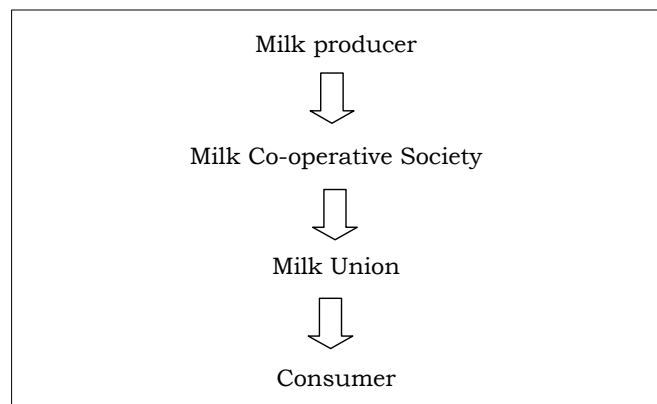 Milk producer
Milk Co-operative Society
Milk Union
Consumer